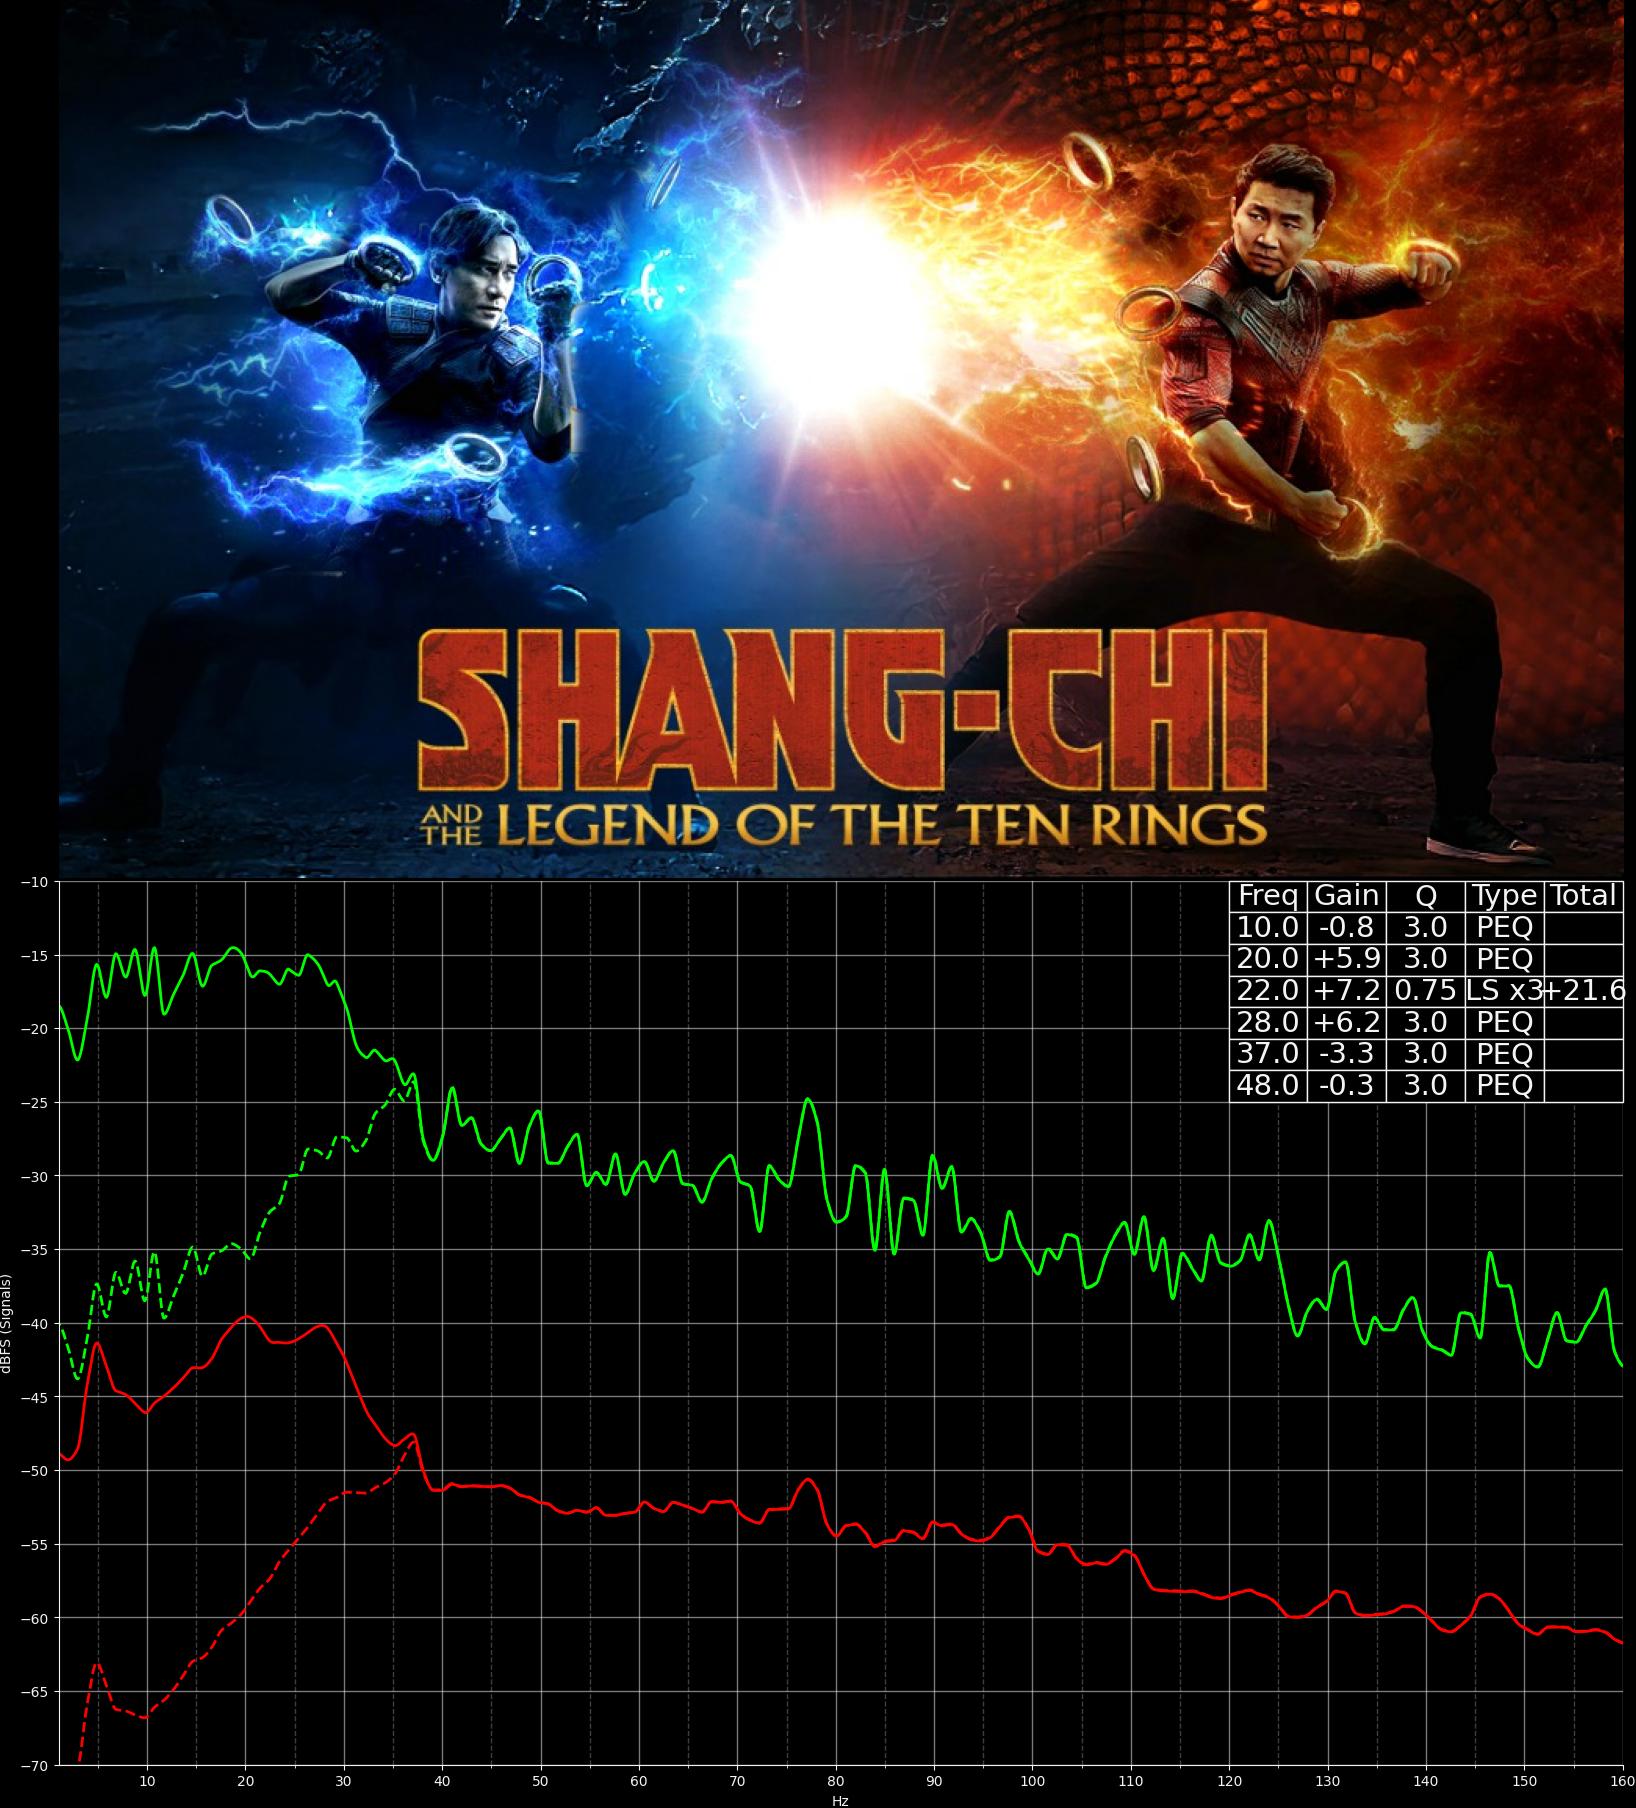 SHANG-CHI
AND THE LEGEND OF THE TEN RINGS
Freq Gain Q Type Total
10.0 -0.8 3.0 PEQ
20.0 +5.9 3.0 PEQ
22.0 +7.2 0.75 LS x3 +21.6
28.0 +6.2 3.0 PEQ
37.0 -3.3 3.0 PEQ
48.0 -0.3 3.0 PEQ
−10
−15
−20
−25
−30
−35
−40
−45
−50
−55
−60
−65
−70
dBFS (Signals)
10 20 30 40 50 60 70 80 90 100 110 120 130 140 150 160
Hz